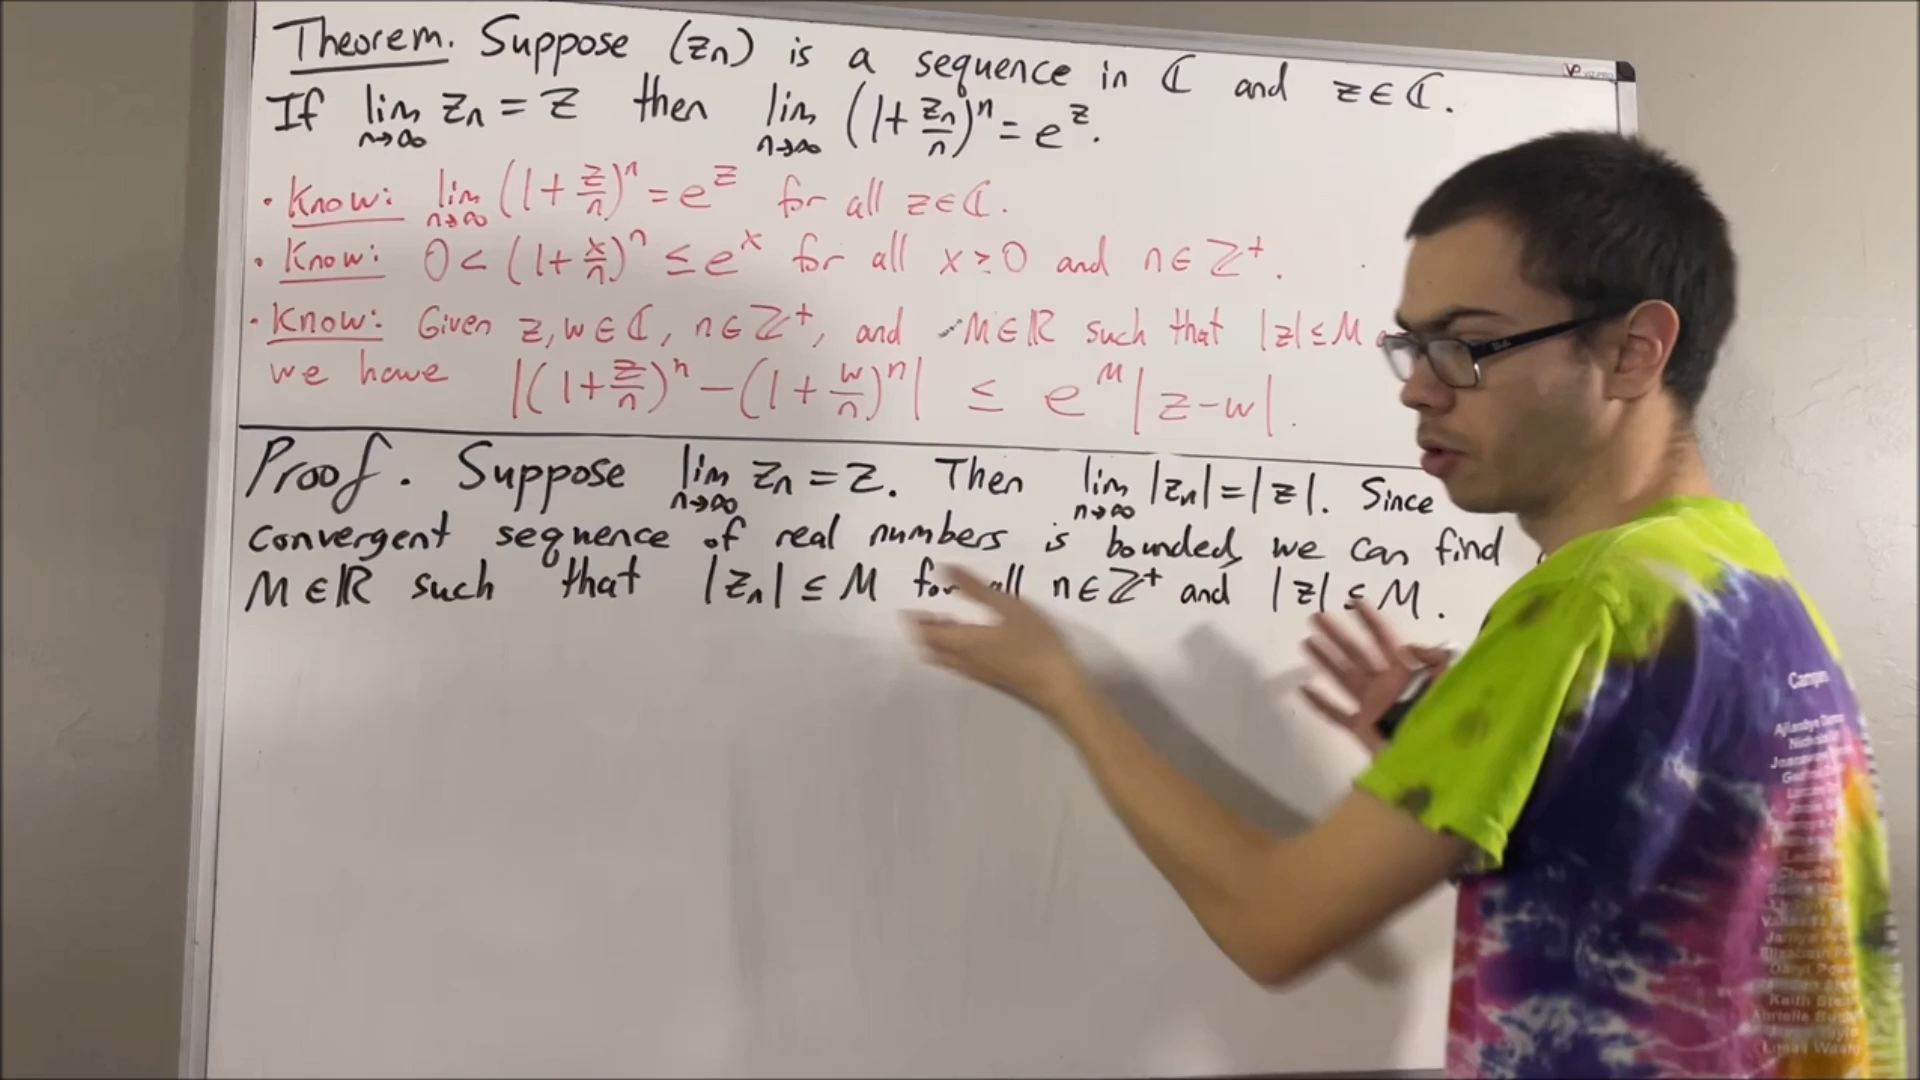 Theorem. Suppose (zₙ) is a sequence in ℂ and z∈ℂ.
If lim n→∞ zₙ = z then lim n→∞ (1+zₙ/n)ⁿ = e^z.
• Know: lim n→∞ (1+z/n)ⁿ = e^z for all z∈ℂ.
• Know: 0 < (1+x/n)ⁿ ≤ e^x for all x≥0 and n∈ℤ⁺.
• Know: Given z, w∈ℂ, n∈ℤ⁺, and M∈ℝ such that |z|≤M
we have |(1+z/n)ⁿ − (1+w/n)ⁿ| ≤ e^M |z−w|.
Proof. Suppose lim n→∞ zₙ = z. Then lim n→∞ |zₙ|=|z|. Since
convergent sequence of real numbers is bounded, we can find
M∈ℝ such that |zₙ| ≤ M for all n∈ℤ⁺ and |z| ≤ M.
Keith